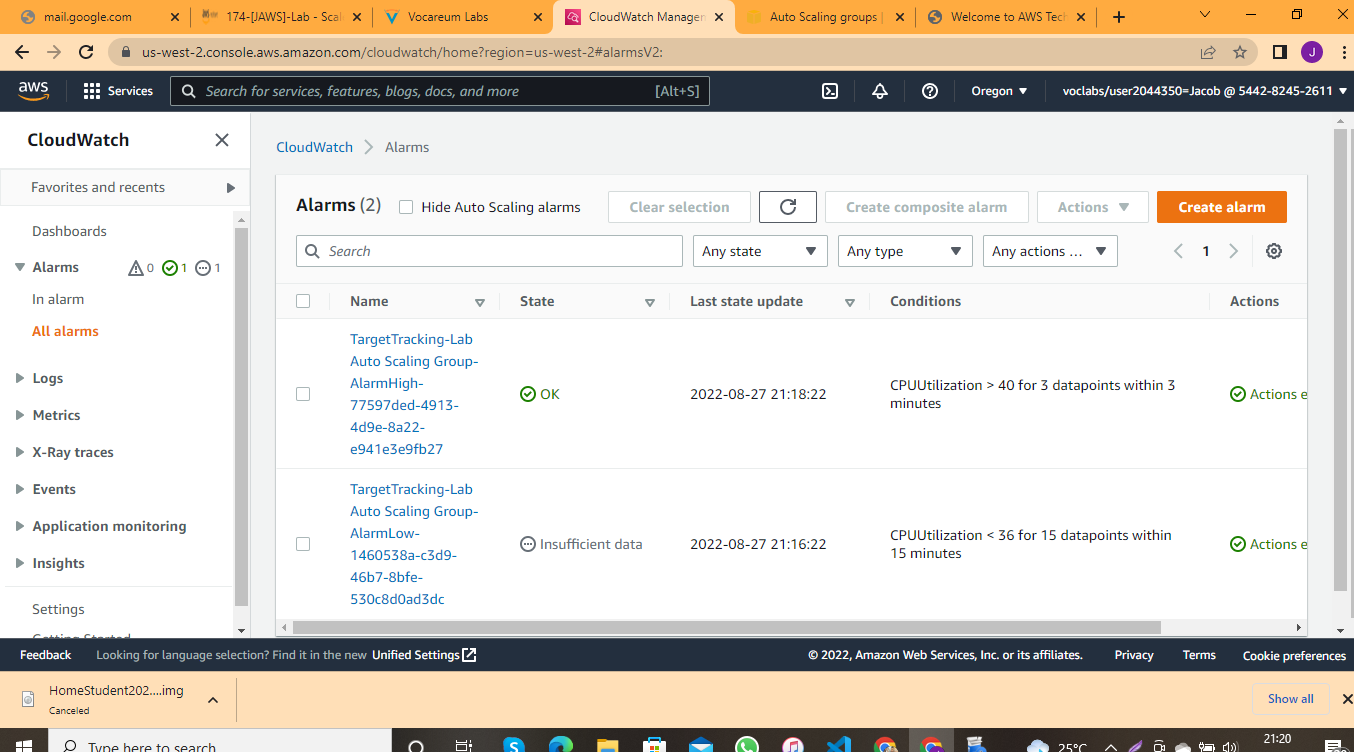 mail.google.com
174-[JAWS]-Lab - Scal
Vocareum Labs
CloudWatch Managem
Auto Scaling groups |
Welcome to AWS Tech
us-west-2.console.aws.amazon.com/cloudwatch/home?region=us-west-2#alarmsV2:
J
aws
Services
Search for services, features, blogs, docs, and more
[Alt+S]
Oregon
voclabs/user2044350=Jacob @ 5442-8245-2611
CloudWatch
Favorites and recents
Dashboards
Alarms
0
1
1
In alarm
All alarms
Logs
Metrics
X-Ray traces
Events
Application monitoring
Insights
Settings
Getting Started
CloudWatch
Alarms
Alarms (2)
Hide Auto Scaling alarms
Clear selection
Create composite alarm
Actions
Create alarm
Search
Any state
Any type
Any actions ...
1
Name
State
Last state update
Conditions
Actions
TargetTracking-Lab
Auto Scaling Group-
AlarmHigh-
77597ded-4913-
4d9e-8a22-
e941e3e9fb27
OK
2022-08-27 21:18:22
CPUUtilization > 40 for 3 datapoints within 3
minutes
Actions e
TargetTracking-Lab
Auto Scaling Group-
AlarmLow-
1460538a-c3d9-
46b7-8bfe-
530c8d0ad3dc
Insufficient data
2022-08-27 21:16:22
CPUUtilization < 36 for 15 datapoints within
15 minutes
Actions e
Feedback
Looking for language selection? Find it in the new Unified Settings
© 2022, Amazon Web Services, Inc. or its affiliates.
Privacy
Terms
Cookie preferences
HomeStudent202....img
Canceled
Show all
Type here to search
25°C
21:20